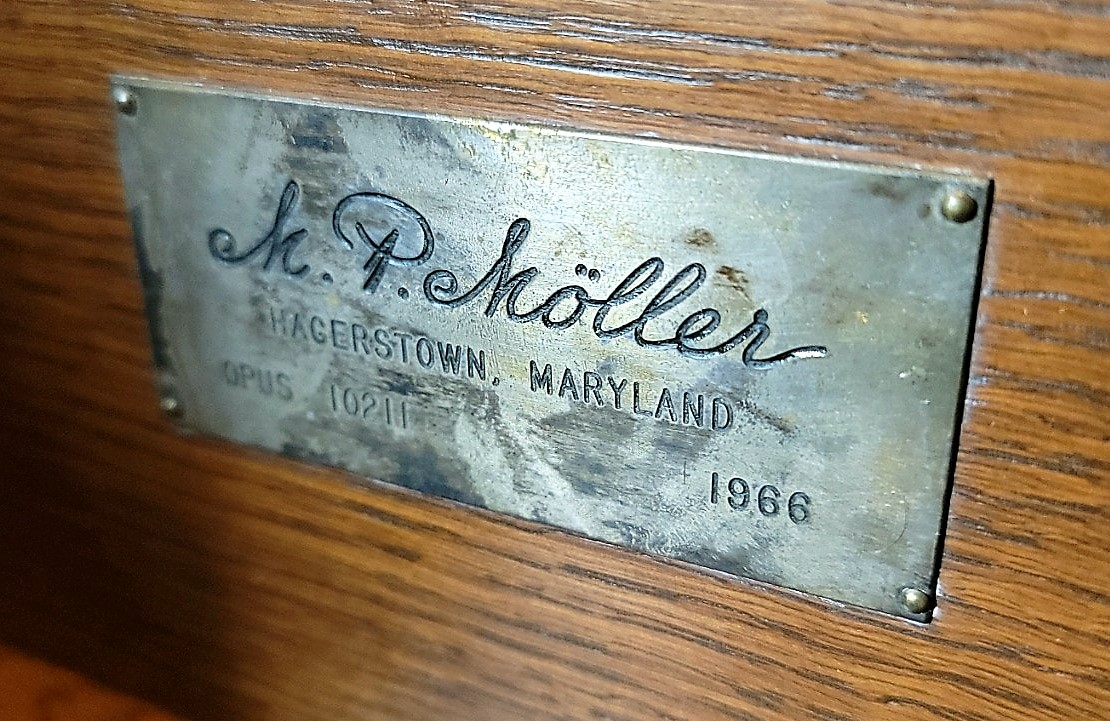 M. P. Möller
HAGERSTOWN, MARYLAND
OPUS 10211
1966